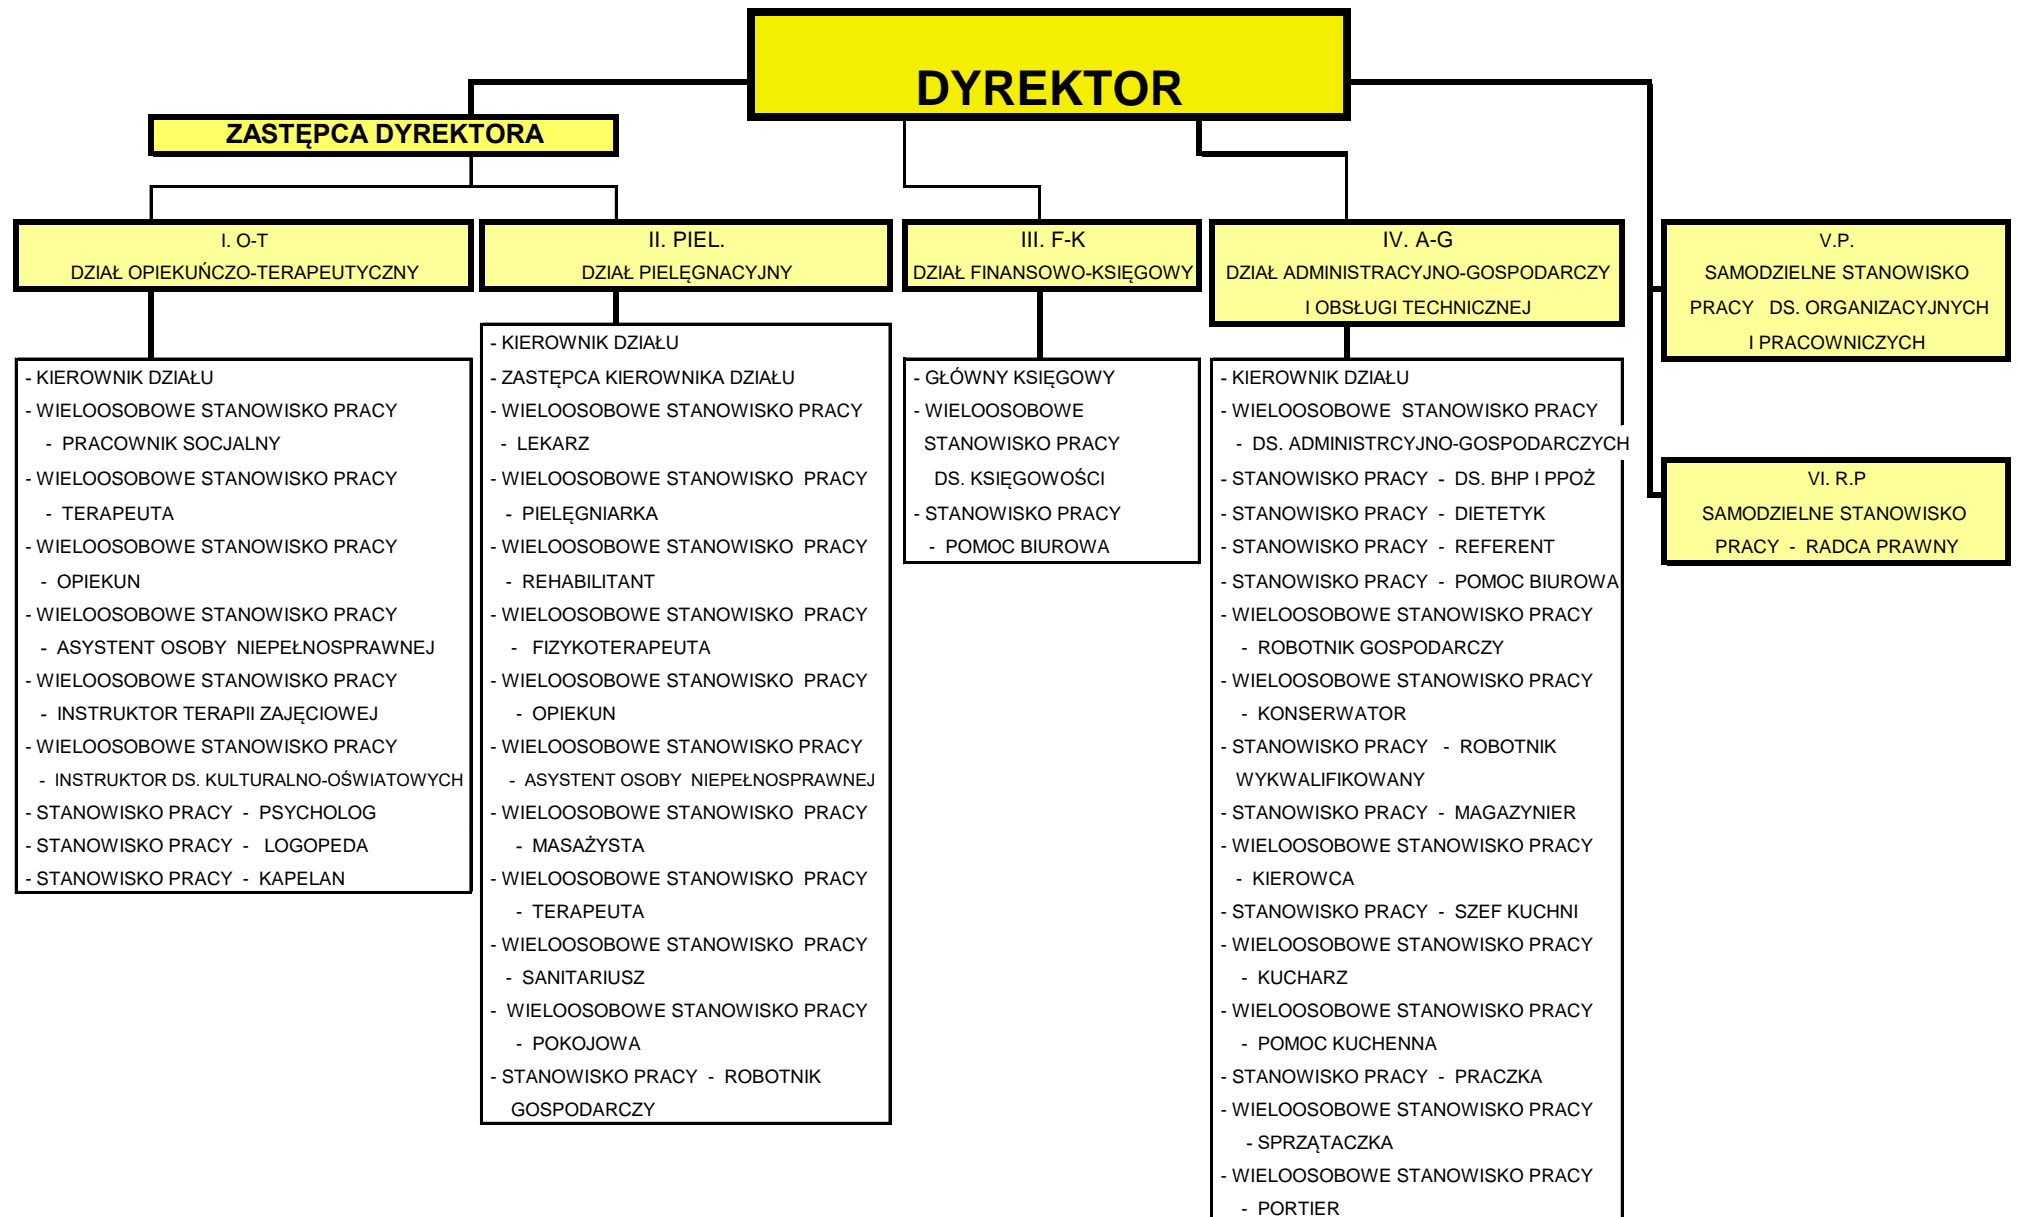 DYREKTOR
ZASTĘPCA DYREKTORA
I. O-T
DZIAŁ OPIEKUŃCZO-TERAPEUTYCZNY
- KIEROWNIK DZIAŁU
- WIELOOSOBOWE STANOWISKO PRACY
- PRACOWNIK SOCJALNY
- WIELOOSOBOWE STANOWISKO PRACY
- TERAPEUTA
- WIELOOSOBOWE STANOWISKO PRACY
- OPIEKUN
- WIELOOSOBOWE STANOWISKO PRACY
- ASYSTENT OSOBY NIEPEŁNOSPRAWNEJ
- WIELOOSOBOWE STANOWISKO PRACY
- INSTRUKTOR TERAPII ZAJĘCIOWEJ
- WIELOOSOBOWE STANOWISKO PRACY
- INSTRUKTOR DS. KULTURALNO-OŚWIATOWYCH
- STANOWISKO PRACY - PSYCHOLOG
- STANOWISKO PRACY - LOGOPEDA
- STANOWISKO PRACY - KAPELAN
II. PIEL.
DZIAŁ PIELĘGNACYJNY
- KIEROWNIK DZIAŁU
- ZASTĘPCA KIEROWNIKA DZIAŁU
- WIELOOSOBOWE STANOWISKO PRACY
- LEKARZ
- WIELOOSOBOWE STANOWISKO PRACY
- PIELĘGNIARKA
- WIELOOSOBOWE STANOWISKO PRACY
- REHABILITANT
- WIELOOSOBOWE STANOWISKO PRACY
- FIZYKOTERAPEUTA
- WIELOOSOBOWE STANOWISKO PRACY
- OPIEKUN
- WIELOOSOBOWE STANOWISKO PRACY
- ASYSTENT OSOBY NIEPEŁNOSPRAWNEJ
- WIELOOSOBOWE STANOWISKO PRACY
- MASAŻYSTA
- WIELOOSOBOWE STANOWISKO PRACY
- TERAPEUTA
- WIELOOSOBOWE STANOWISKO PRACY
- SANITARIUSZ
- WIELOOSOBOWE STANOWISKO PRACY
- POKOJOWA
- STANOWISKO PRACY - ROBOTNIK
GOSPODARCZY
III. F-K
DZIAŁ FINANSOWO-KSIĘGOWY
- GŁÓWNY KSIĘGOWY
- WIELOOSOBOWE
STANOWISKO PRACY
DS. KSIĘGOWOŚCI
- STANOWISKO PRACY
- POMOC BIUROWA
IV. A-G
DZIAŁ ADMINISTRACYJNO-GOSPODARCZY
I OBSŁUGI TECHNICZNEJ
- KIEROWNIK DZIAŁU
- WIELOOSOBOWE STANOWISKO PRACY
- DS. ADMINISTRCYJNO-GOSPODARCZYCH
- STANOWISKO PRACY - DS. BHP I PPOŻ
- STANOWISKO PRACY - DIETETYK
- STANOWISKO PRACY - REFERENT
- STANOWISKO PRACY - POMOC BIUROWA
- WIELOOSOBOWE STANOWISKO PRACY
- ROBOTNIK GOSPODARCZY
- WIELOOSOBOWE STANOWISKO PRACY
- KONSERWATOR
- STANOWISKO PRACY - ROBOTNIK
WYKWALIFIKOWANY
- STANOWISKO PRACY - MAGAZYNIER
- WIELOOSOBOWE STANOWISKO PRACY
- KIEROWCA
- STANOWISKO PRACY - SZEF KUCHNI
- WIELOOSOBOWE STANOWISKO PRACY
- KUCHARZ
- WIELOOSOBOWE STANOWISKO PRACY
- POMOC KUCHENNA
- STANOWISKO PRACY - PRACZKA
- WIELOOSOBOWE STANOWISKO PRACY
- SPRZĄTACZKA
- WIELOOSOBOWE STANOWISKO PRACY
- PORTIER
V.P.
SAMODZIELNE STANOWISKO
PRACY DS. ORGANIZACYJNYCH
I PRACOWNICZYCH
VI. R.P
SAMODZIELNE STANOWISKO
PRACY - RADCA PRAWNY